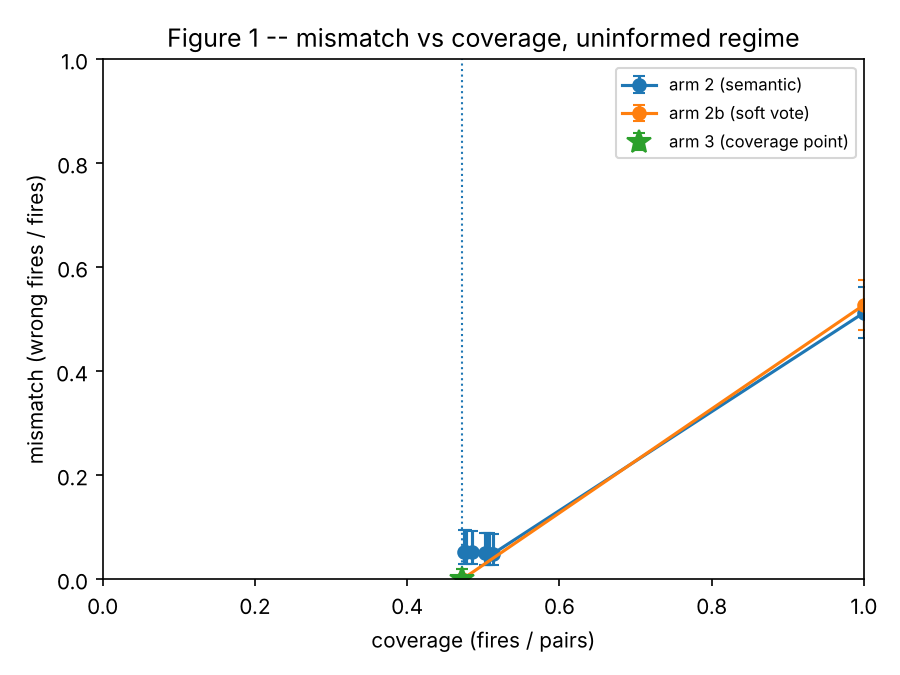 Figure 1 -- mismatch vs coverage, uninformed regime
1.0
0.8
0.6
0.4
0.2
0.0
mismatch (wrong fires / fires)
arm 2 (semantic)
arm 2b (soft vote)
arm 3 (coverage point)
0.0 0.2 0.4 0.6 0.8 1.0
coverage (fires / pairs)